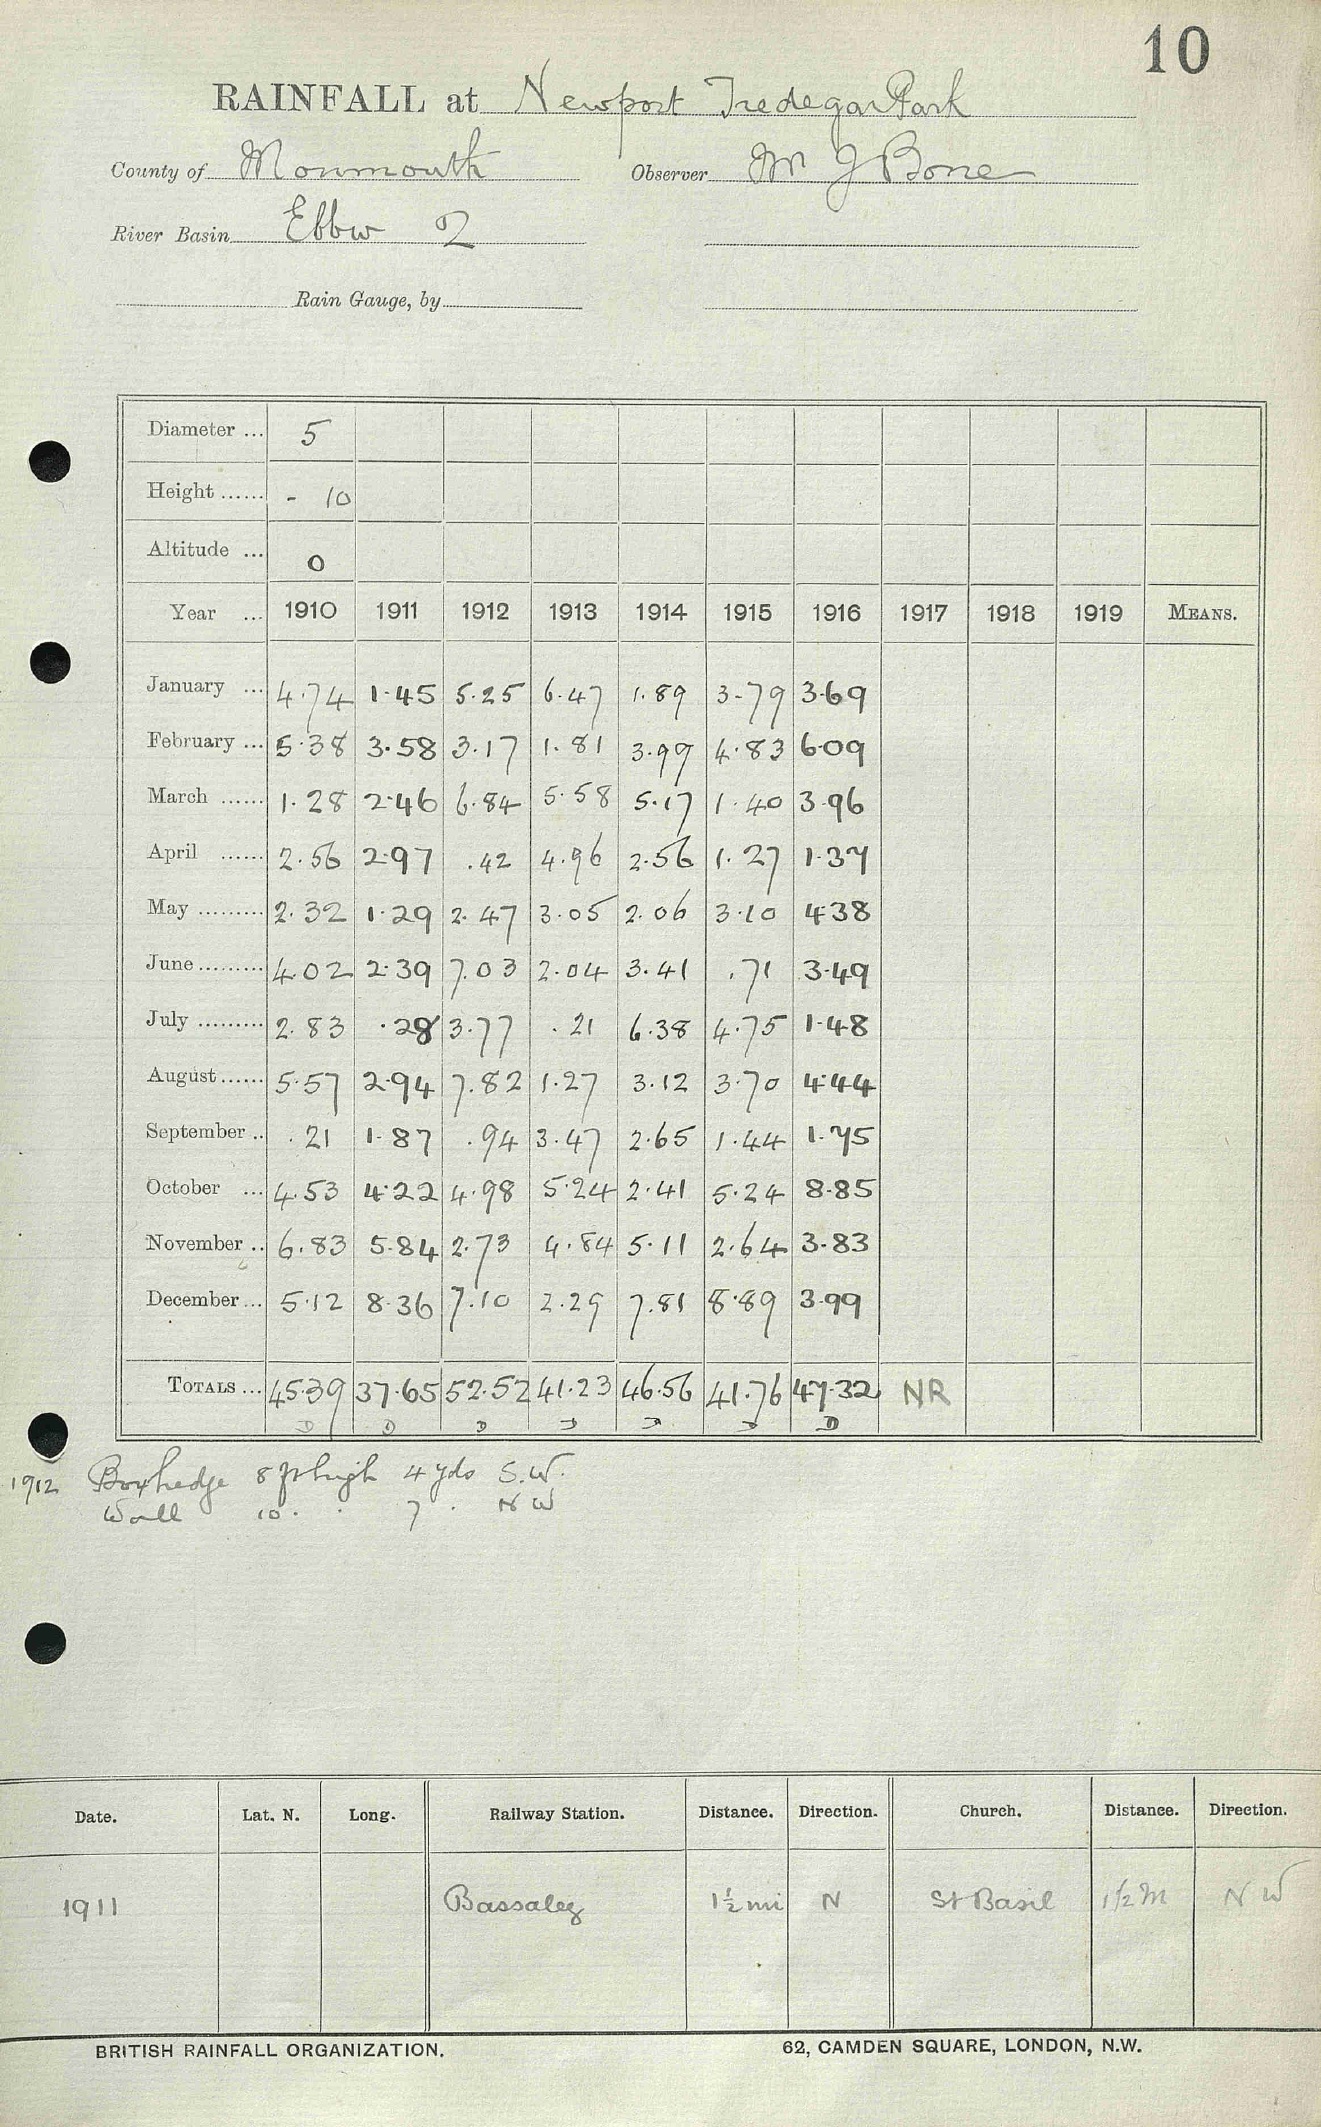 10
RAINFALL at Newport Tredegar Park
County of Monmouth Observer Mr J Bone
River Basin Ebbw 2
Rain Gauge, by
Diameter ... 5
Height ...... - 10
Altitude ... 0
Year ... 1910 1911 1912 1913 1914 1915 1916 1917 1918 1919 MEANS.
January ... 4.74 1.45 5.25 6.47 1.89 3.79 3.69
February ... 5.38 3.58 3.17 1.81 3.99 4.83 6.09
March ...... 1.28 2.46 6.84 5.58 5.17 1.40 3.96
April ...... 2.56 2.97 .42 4.96 2.56 1.27 1.37
May ......... 2.32 1.29 2.47 3.05 2.06 3.10 4.38
June ......... 4.02 2.39 7.03 2.04 3.41 .71 3.49
July ......... 2.83 .28 3.77 .21 6.38 4.75 1.48
August ...... 5.57 2.94 7.82 1.27 3.12 3.70 4.44
September .. .21 1.87 .94 3.47 2.65 1.44 1.75
October ... 4.53 4.22 4.98 5.24 2.41 5.24 8.85
November .. 6.83 5.84 2.73 4.84 5.11 2.64 3.83
December ... 5.12 8.36 7.10 2.29 7.81 8.89 3.99
TOTALS ... 45.39 37.65 52.52 41.23 46.56 41.76 47.32 NR
D D D D D D D
1912 Boxhedge 8 ft high 4 yds S.W.
Wall 10 . . 7 . N W
Date. Lat. N. Long. Railway Station. Distance. Direction. Church. Distance. Direction.
1911 Bassaleg 1½ mi N St Basil 1½ M N W
BRITISH RAINFALL ORGANIZATION. 62, CAMDEN SQUARE, LONDON, N.W.